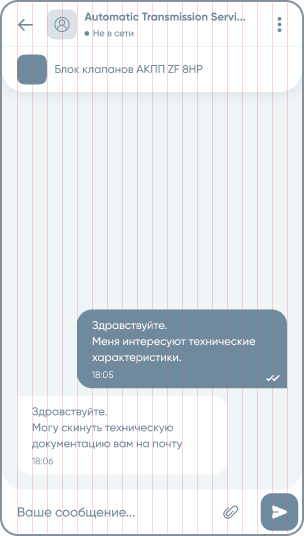 Automatic Transmission Servi...
Не в сети
Блок клапанов АКПП ZF 8HP
Здравствуйте.
Меня интересуют технические
характеристики.
18:05
Здравствуйте.
Могу скинуть техническую
документацию вам на почту
18:06
Ваше сообщение...